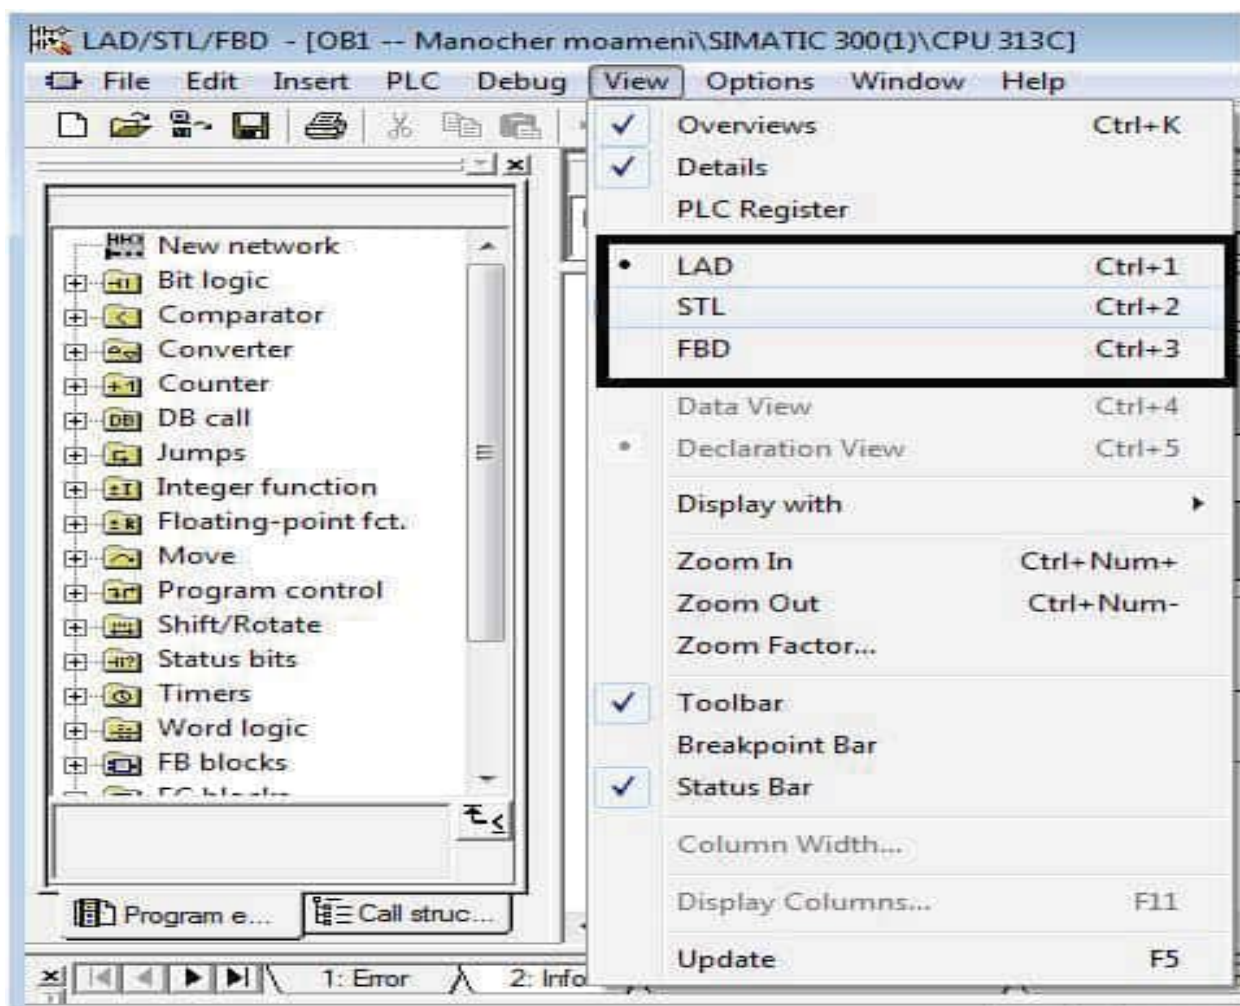 LAD/STL/FBD - [OB1 -- Manocher moameni\SIMATIC 300(1)\CPU 313C]
File Edit Insert PLC Debug View Options Window Help
New network
Bit logic
Comparator
Converter
Counter
DB call
Jumps
Integer function
Floating-point fct.
Move
Program control
Shift/Rotate
Status bits
Timers
Word logic
FB blocks
FC blocks
Program e...
Call struc...
1: Error
2: Info
Overviews Ctrl+K
Details
PLC Register
LAD Ctrl+1
STL Ctrl+2
FBD Ctrl+3
Data View Ctrl+4
Declaration View Ctrl+5
Display with
Zoom In Ctrl+Num+
Zoom Out Ctrl+Num-
Zoom Factor...
Toolbar
Breakpoint Bar
Status Bar
Column Width...
Display Columns... F11
Update F5